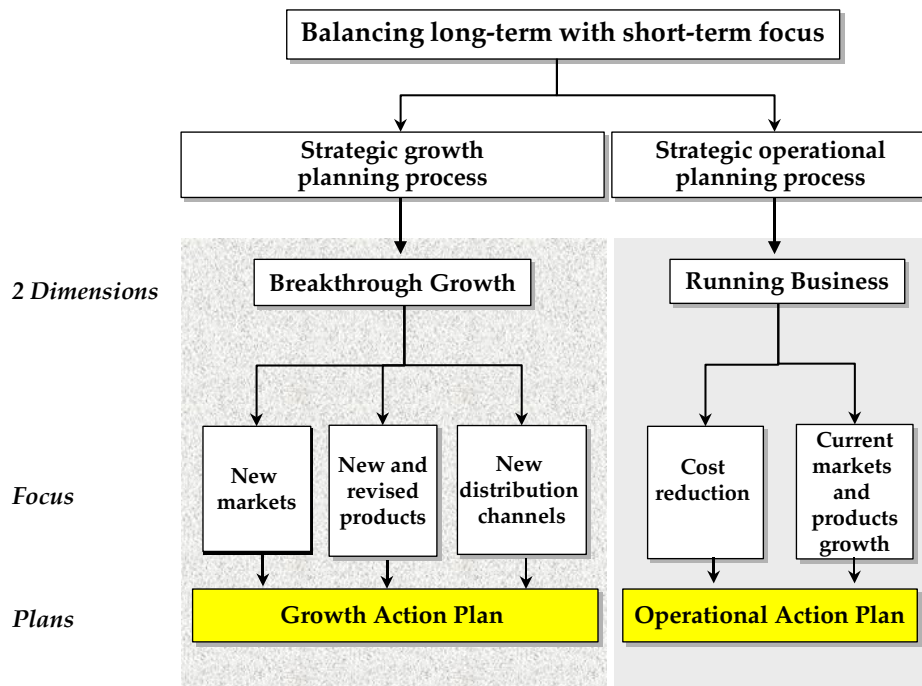 Balancing long-term with short-term focus
Strategic growth
planning process
Strategic operational
planning process
2 Dimensions
Breakthrough Growth
Running Business
Focus
New
markets
New and
revised
products
New
distribution
channels
Cost
reduction
Current
markets
and
products
growth
Plans
Growth Action Plan
Operational Action Plan